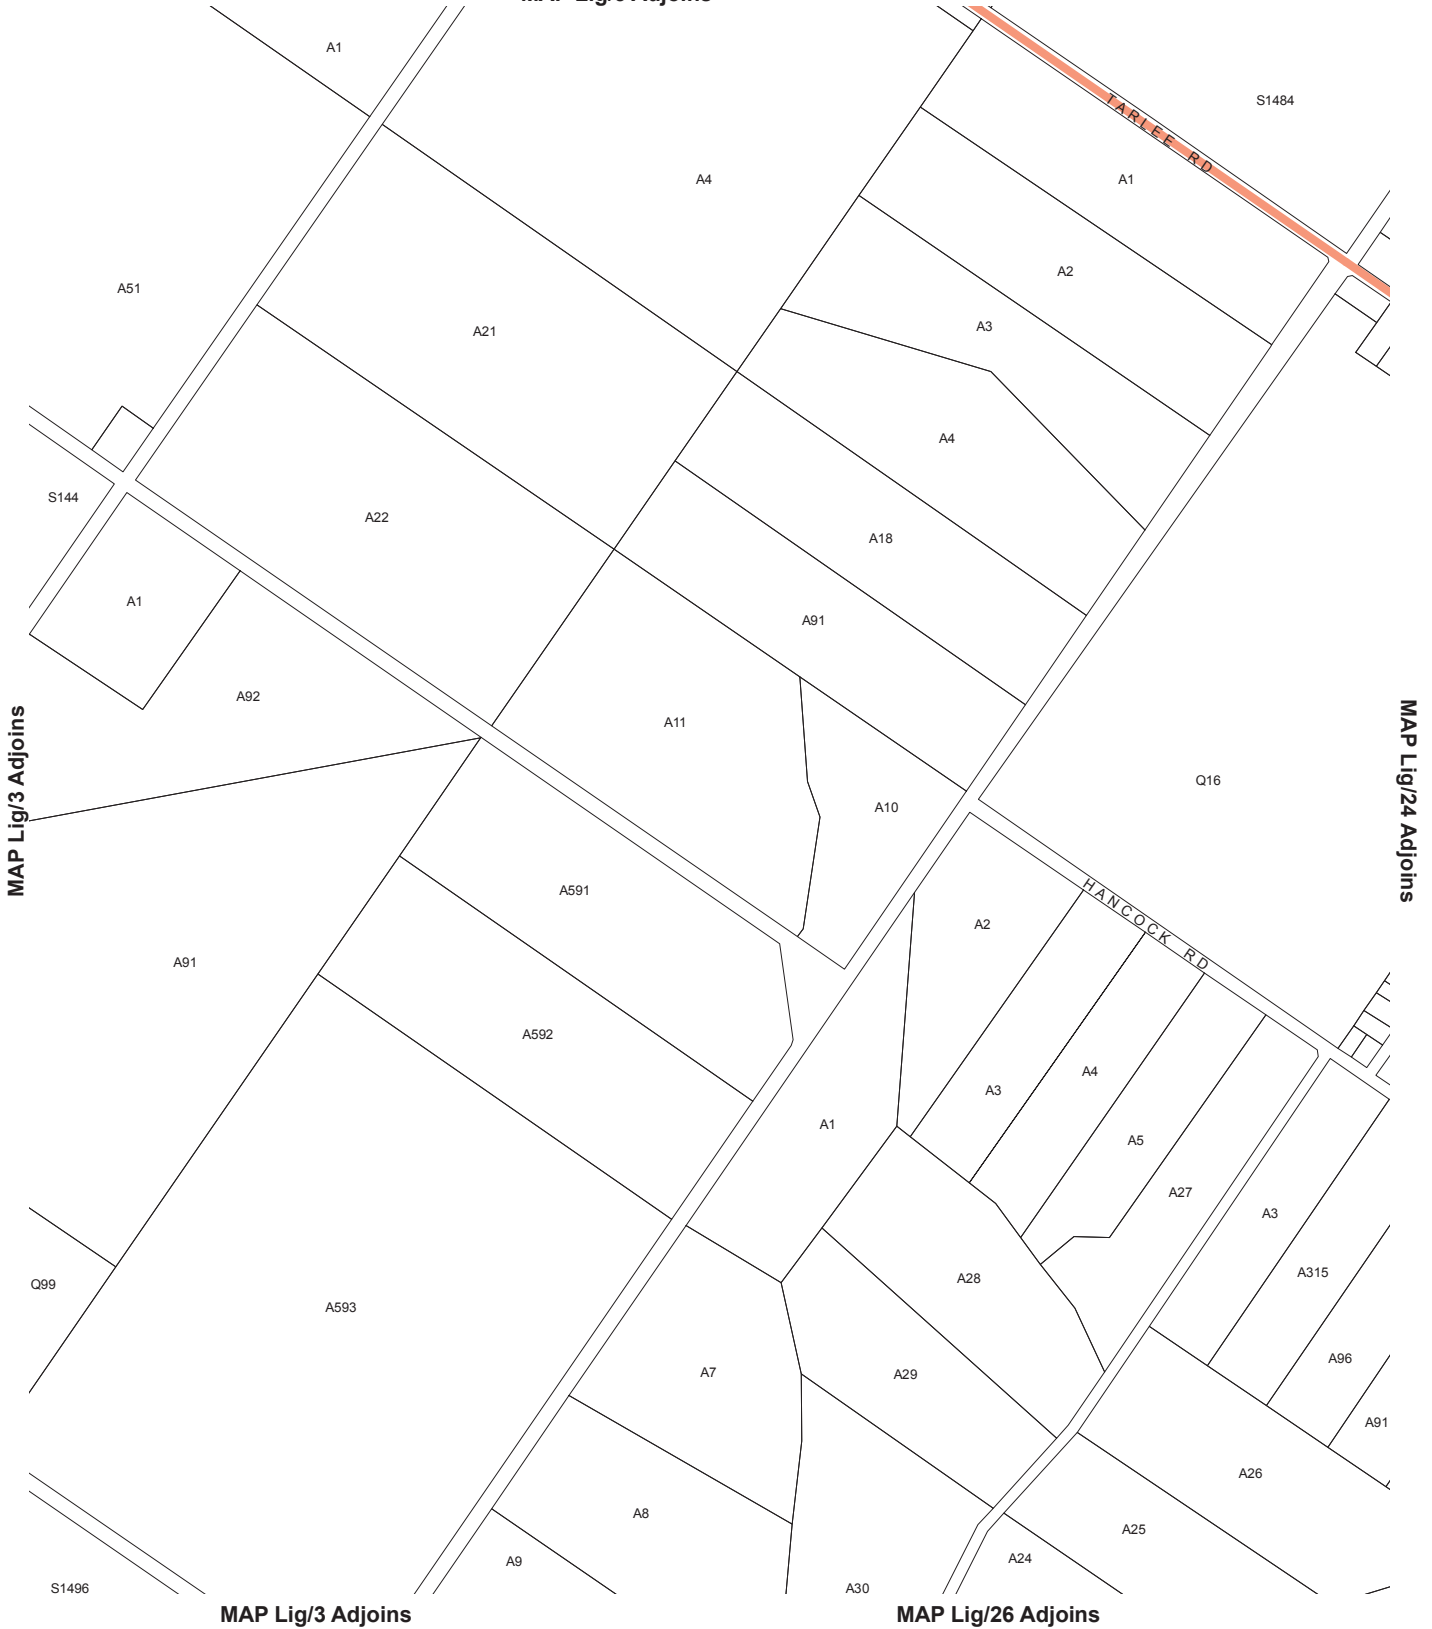 A1
S1484
TARLEE RD
A4
A1
A2
A51
A3
A21
A4
S144
A22
A18
A1
A91
A92
A11
MAP Lig/3 Adjoins
MAP Lig/24 Adjoins
Q16
A10
A591
HANCOCK RD
A2
A91
A592
A4
A3
A1
A5
A27
A3
A315
A28
Q99
A593
A96
A7
A29
A91
A26
A8
A25
A24
A9
S1496
A30
MAP Lig/3 Adjoins
MAP Lig/26 Adjoins